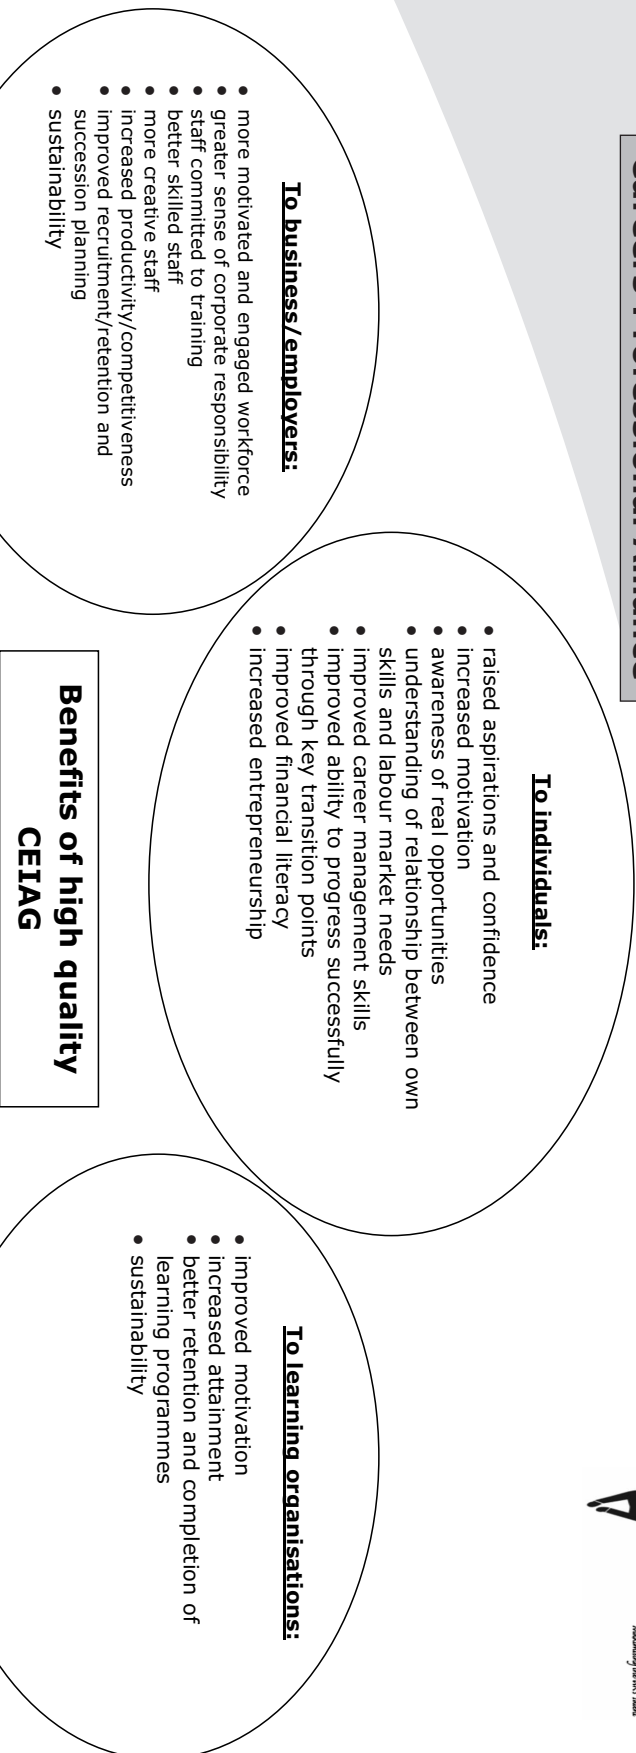 To business/employers:
• more motivated and engaged workforce
• greater sense of corporate responsibility
• staff committed to training
• better skilled staff
• more creative staff
• increased productivity/competitiveness
• improved recruitment/retention and
succession planning
• sustainability
To individuals:
• raised aspirations and confidence
• increased motivation
• awareness of real opportunities
• understanding of relationship between own
skills and labour market needs
• improved career management skills
• improved ability to progress successfully
through key transition points
• improved financial literacy
• increased entrepreneurship
To learning organisations:
• improved motivation
• increased attainment
• better retention and completion of
learning programmes
• sustainability
Benefits of high quality
CEIAG